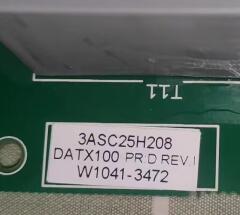 T11
3ASC25H208
DATX100 PR:D REV:I
W1041-3472